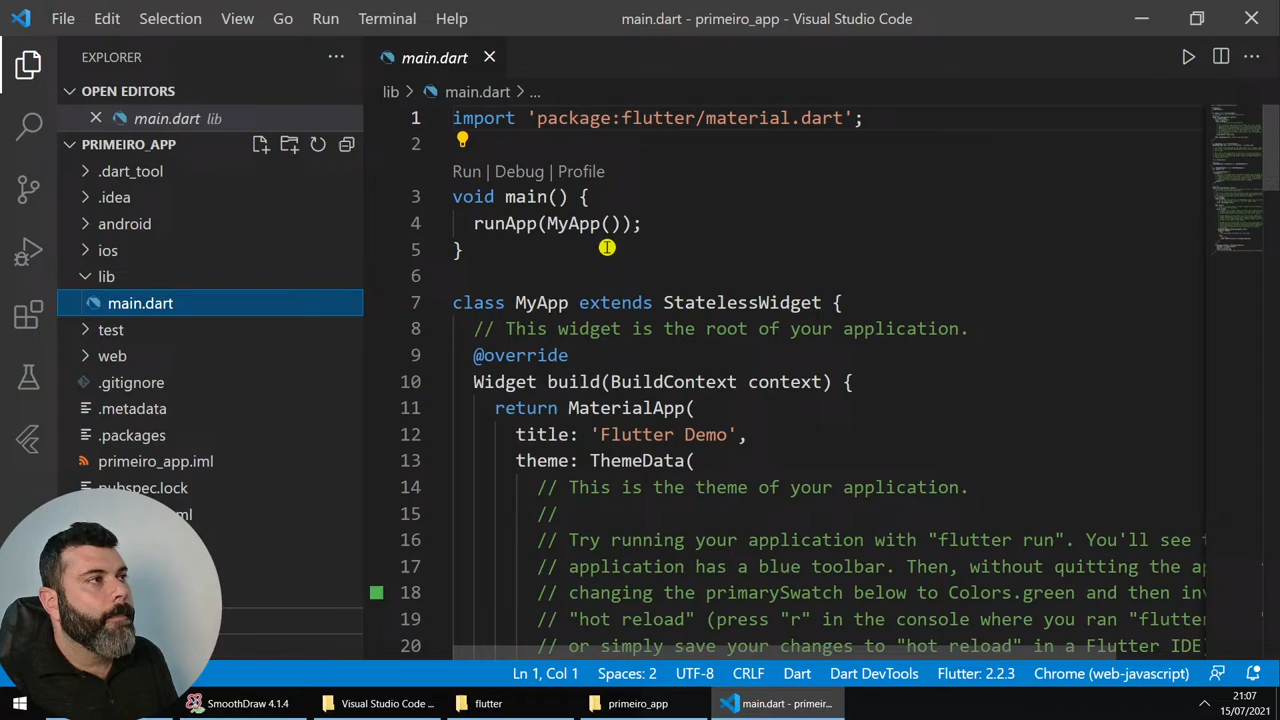 File Edit Selection View Go Run Terminal Help
main.dart - primeiro_app - Visual Studio Code
EXPLORER
OPEN EDITORS
main.dart lib
PRIMEIRO_APP
.dart_tool
.idea
android
ios
lib
main.dart
test
web
.gitignore
.metadata
.packages
primeiro_app.iml
pubspec.lock
main.dart
lib > main.dart > ...
1 import 'package:flutter/material.dart';
2
Run | Debug | Profile
3 void main() {
4 runApp(MyApp());
5 }
6
7 class MyApp extends StatelessWidget {
8 // This widget is the root of your application.
9 @override
10 Widget build(BuildContext context) {
11 return MaterialApp(
12 title: 'Flutter Demo',
13 theme: ThemeData(
14 // This is the theme of your application.
15 //
16 // Try running your application with "flutter run". You'll see
17 // application has a blue toolbar. Then, without quitting the
18 // changing the primarySwatch below to Colors.green and then
19 // "hot reload" (press "r" in the console where you ran "flutter
20 // or simply save your changes to "hot reload" in a Flutter IDE)
Ln 1, Col 1 Spaces: 2 UTF-8 CRLF Dart Dart DevTools Flutter: 2.2.3 Chrome (web-javascript)
SmoothDraw 4.1.4 Visual Studio Code ... flutter primeiro_app main.dart - primeir...
21:07
15/07/2021